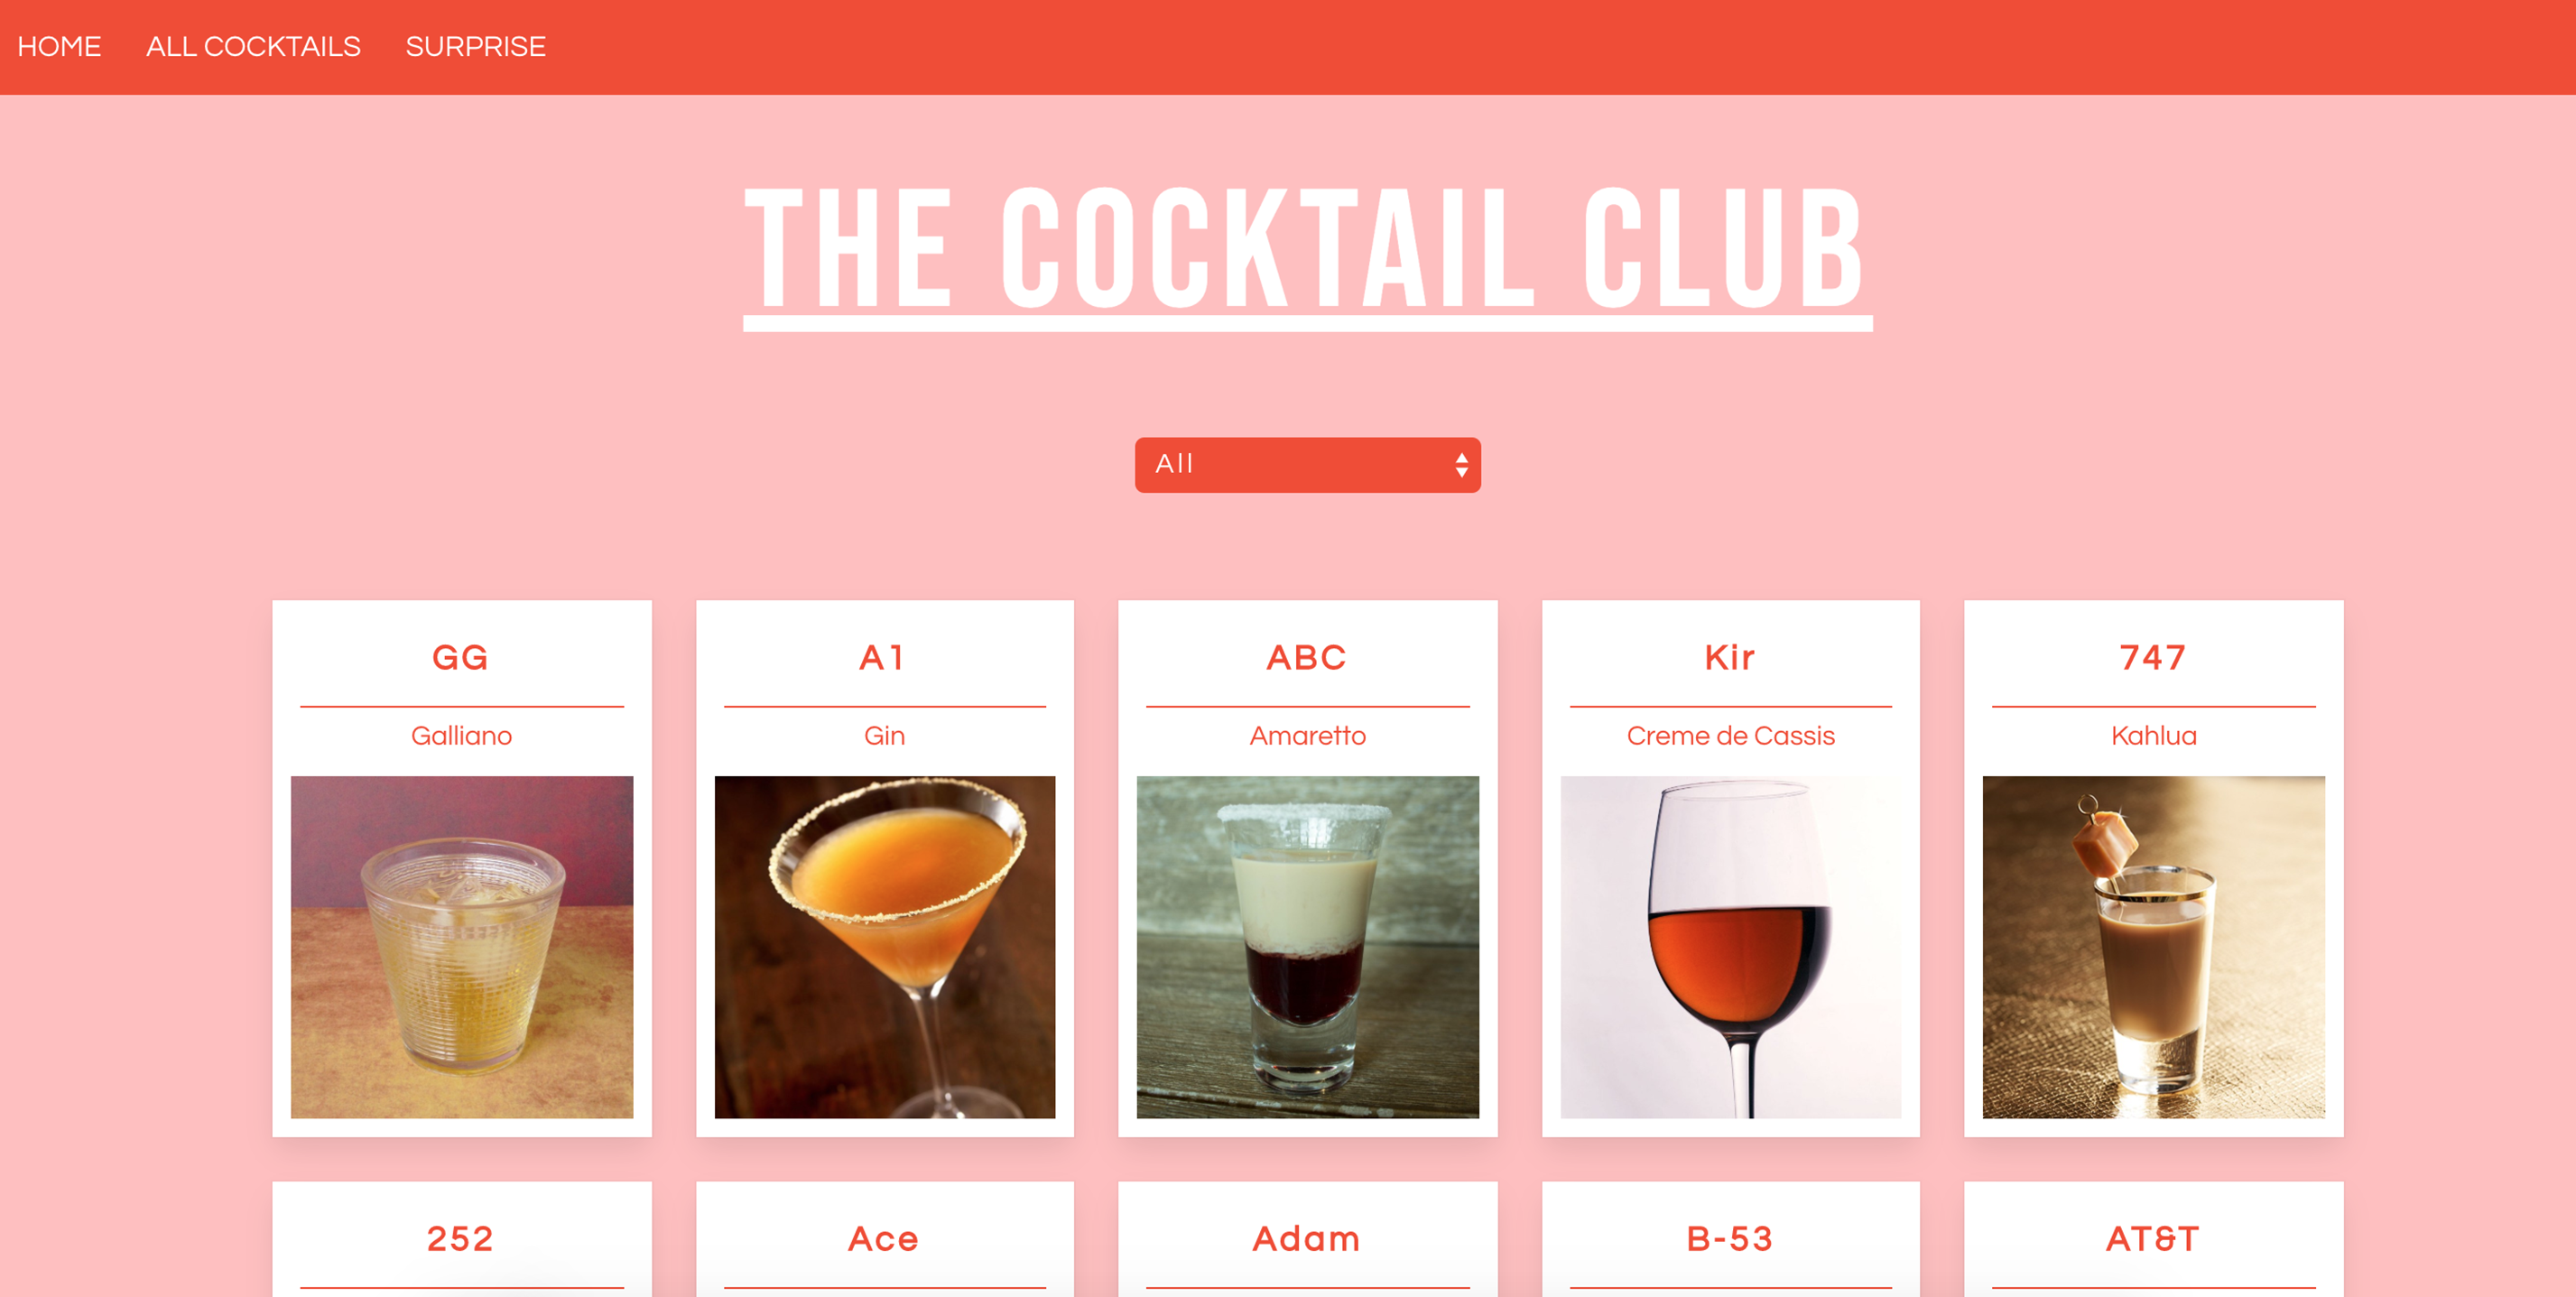 HOME ALL COCKTAILS SURPRISE
THE COCKTAIL CLUB
All
GG
Galliano
A1
Gin
ABC
Amaretto
Kir
Creme de Cassis
747
Kahlua
252
Ace
Adam
B-53
AT&T